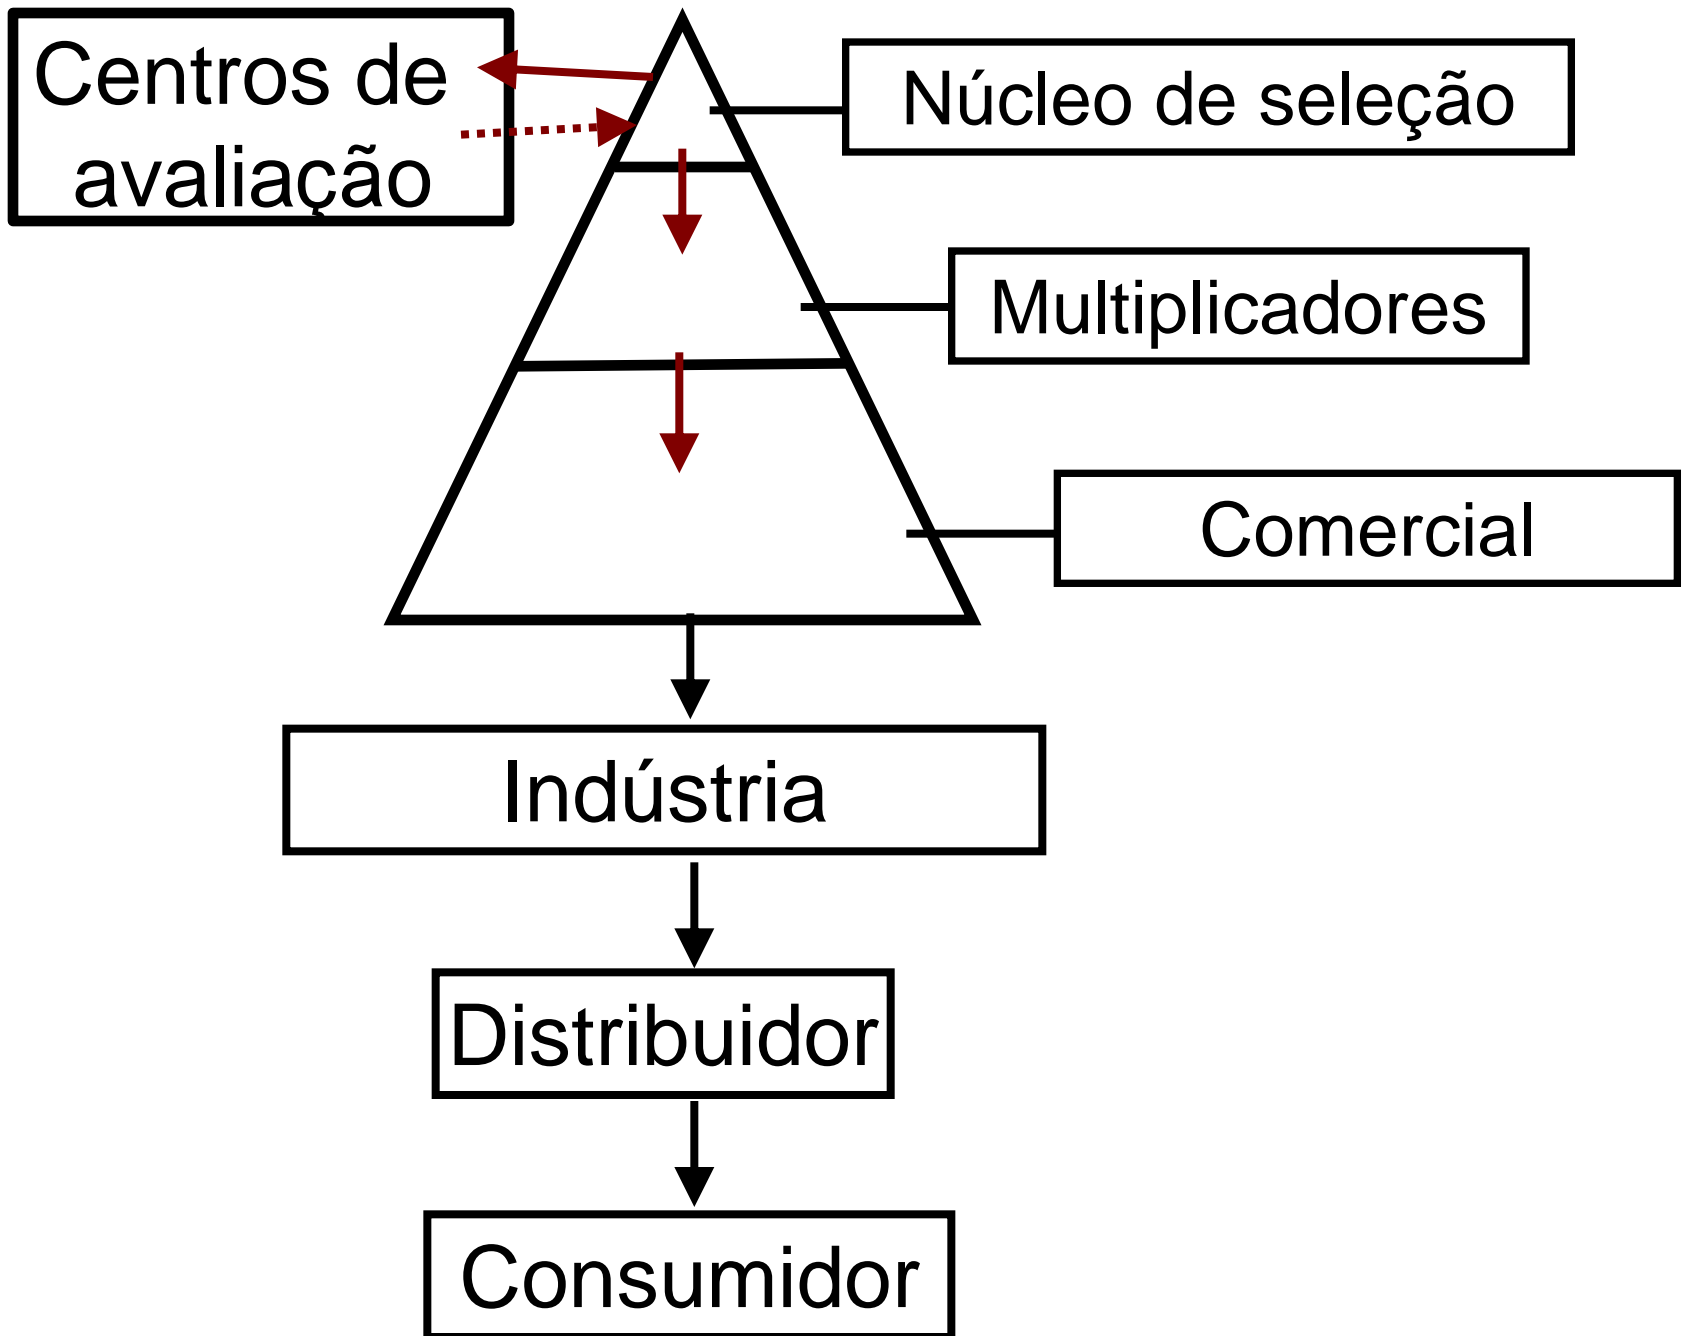 Centros de
avaliação
Núcleo de seleção
Multiplicadores
Comercial
Indústria
Distribuidor
Consumidor